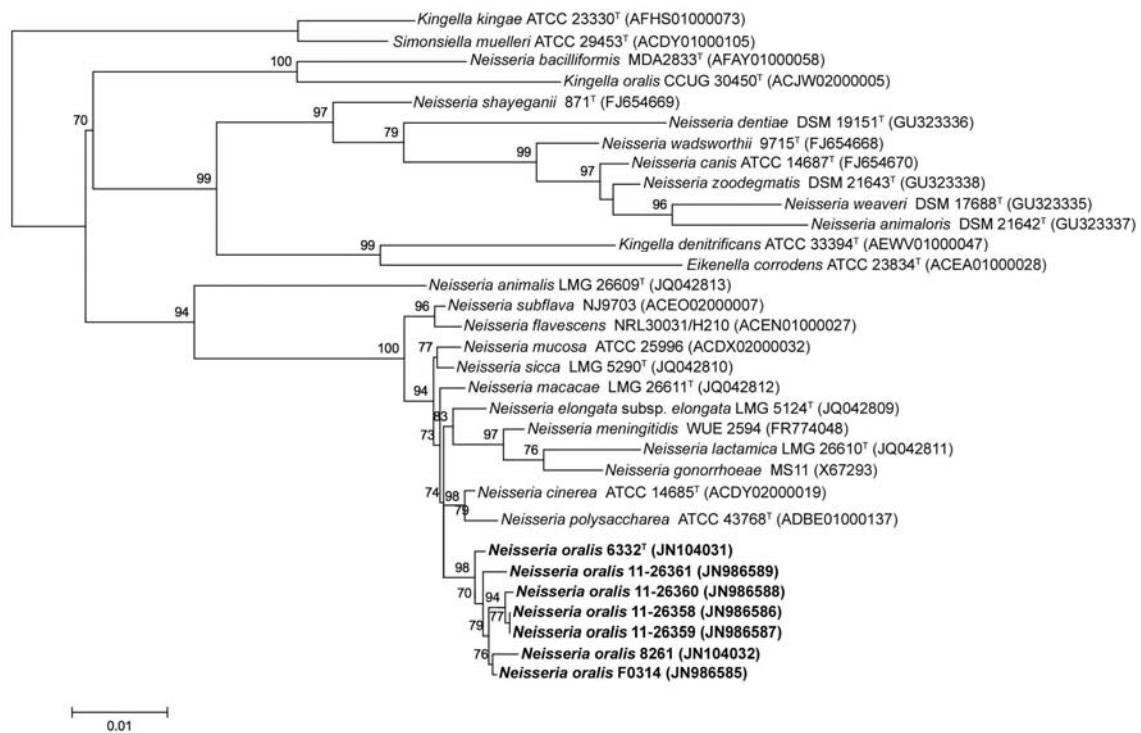 Kingella kingae ATCC 23330ᵀ (AFHS01000073)
Simonsiella muelleri ATCC 29453ᵀ (ACDY01000105)
Neisseria bacilliformis MDA2833ᵀ (AFAY01000058)
100
Kingella oralis CCUG 30450ᵀ (ACJW02000005)
Neisseria shayeganii 871ᵀ (FJ654669)
97
70
Neisseria dentiae DSM 19151ᵀ (GU323336)
79
Neisseria wadsworthii 9715ᵀ (FJ654668)
99
Neisseria canis ATCC 14687ᵀ (FJ654670)
97
99
Neisseria zoodegmatis DSM 21643ᵀ (GU323338)
Neisseria weaveri DSM 17688ᵀ (GU323335)
96
Neisseria animaloris DSM 21642ᵀ (GU323337)
Kingella denitrificans ATCC 33394ᵀ (AEWV01000047)
99
Eikenella corrodens ATCC 23834ᵀ (ACEA01000028)
Neisseria animalis LMG 26609ᵀ (JQ042813)
94
Neisseria subflava NJ9703 (ACEO02000007)
96
Neisseria flavescens NRL30031/H210 (ACEN01000027)
100
Neisseria mucosa ATCC 25996 (ACDX02000032)
77
Neisseria sicca LMG 5290ᵀ (JQ042810)
94
Neisseria macacae LMG 26611ᵀ (JQ042812)
83
Neisseria elongata subsp. elongata LMG 5124ᵀ (JQ042809)
73
Neisseria meningitidis WUE 2594 (FR774048)
97
Neisseria lactamica LMG 26610ᵀ (JQ042811)
76
Neisseria gonorrhoeae MS11 (X67293)
74
98
Neisseria cinerea ATCC 14685ᵀ (ACDY02000019)
79
Neisseria polysaccharea ATCC 43768ᵀ (ADBE01000137)
Neisseria oralis 6332ᵀ (JN104031)
98
Neisseria oralis 11-26361 (JN986589)
70
94
Neisseria oralis 11-26360 (JN986588)
77
Neisseria oralis 11-26358 (JN986586)
79
Neisseria oralis 11-26359 (JN986587)
76
Neisseria oralis 8261 (JN104032)
Neisseria oralis F0314 (JN986585)
0.01